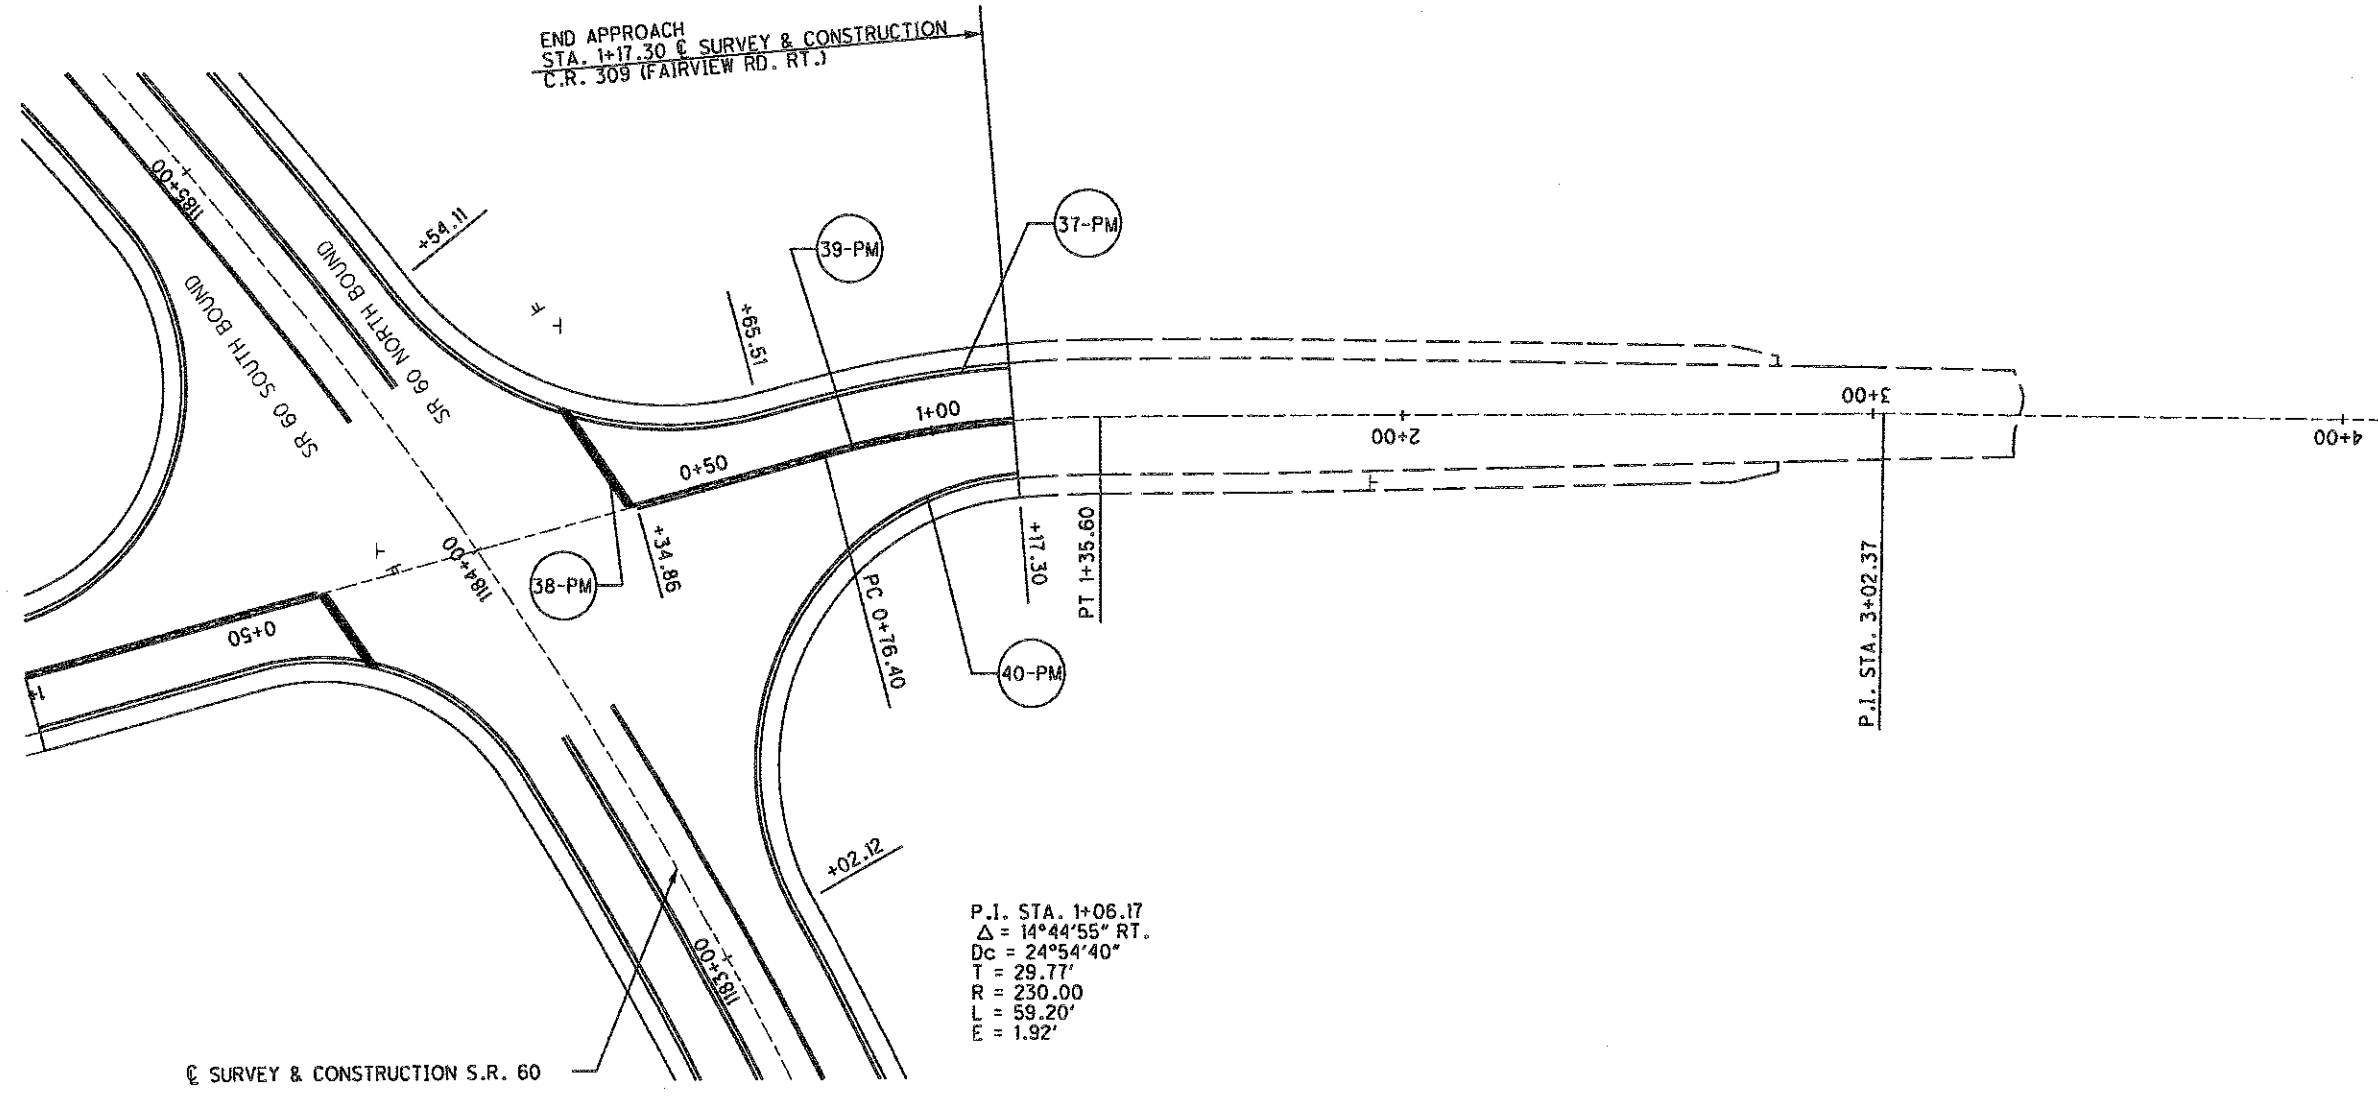 END APPROACH
STA. 1+17.30 ℄ SURVEY & CONSTRUCTION
C.R. 309 (FAIRVIEW RD. RT.)
1185+00
SR 60 NORTH BOUND
SR 60 SOUTH BOUND
+54.11
39-PM
37-PM
+65.51
1+00
0+50
2+00
3+00
4+00
1184+00
38-PM
+34.86
PC 0+76.40
+17.30
PT 1+35.60
P.I. STA. 3+02.37
0+50
1+
40-PM
+02.12
1183+00
P.I. STA. 1+06.17
Δ = 14°44'55" RT.
Dc = 24°54'40"
T = 29.77'
R = 230.00
L = 59.20'
E = 1.92'
℄ SURVEY & CONSTRUCTION S.R. 60